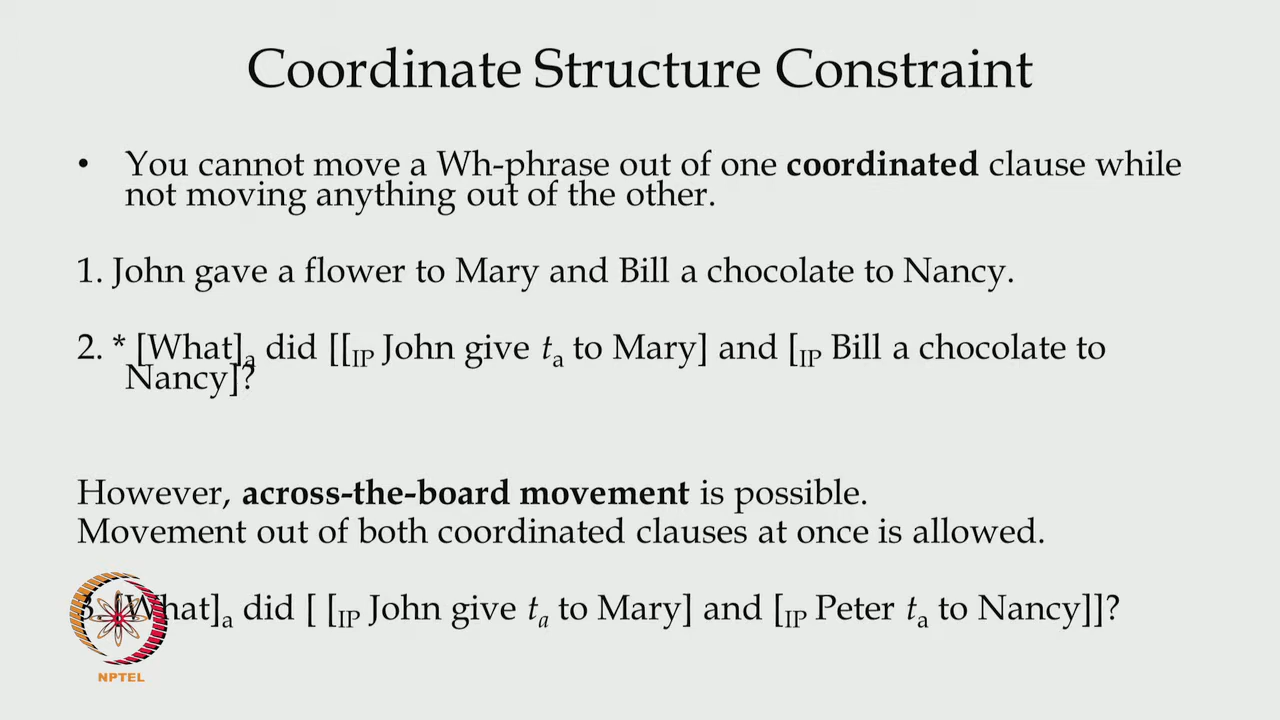 Coordinate Structure Constraint
• You cannot move a Wh-phrase out of one coordinated clause while
not moving anything out of the other.
1. John gave a flower to Mary and Bill a chocolate to Nancy.
2. * [What]a did [[IP John give ta to Mary] and [IP Bill a chocolate to
Nancy]?
However, across-the-board movement is possible.
Movement out of both coordinated clauses at once is allowed.
3. [What]a did [ [IP John give ta to Mary] and [IP Peter ta to Nancy]]?
NPTEL